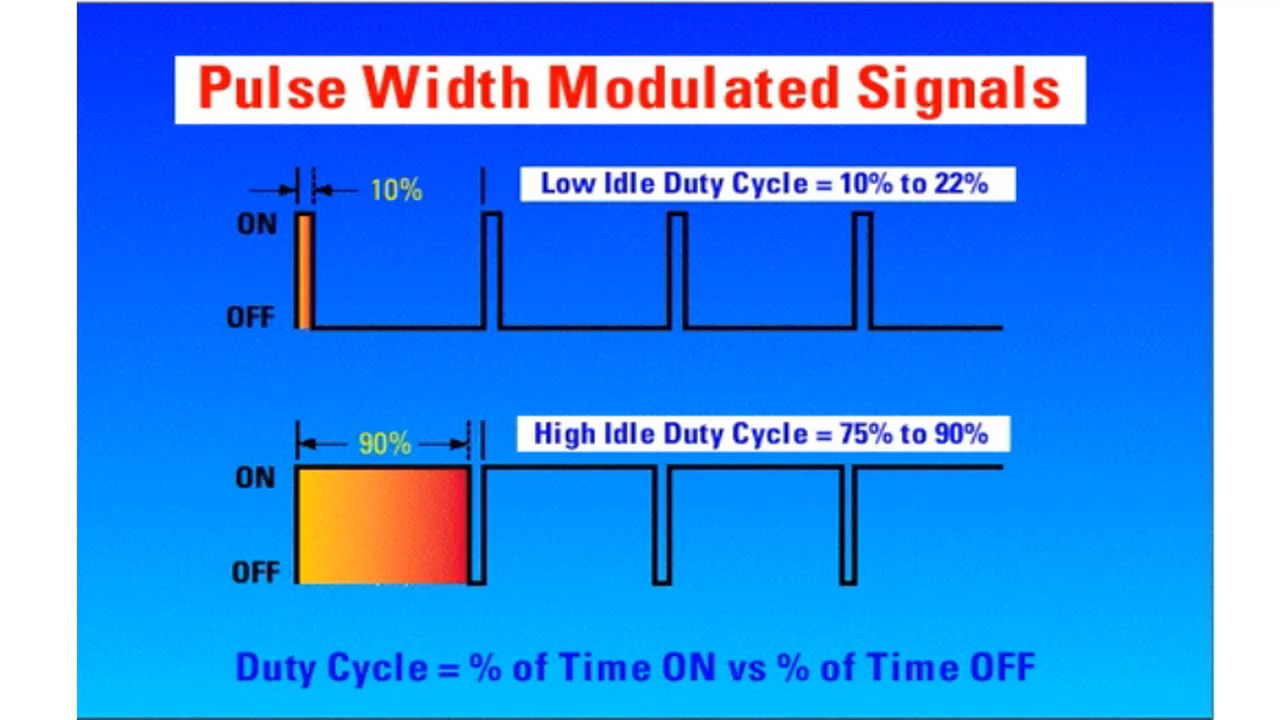 Pulse Width Modulated Signals
10%
Low Idle Duty Cycle = 10% to 22%
ON
OFF
90%
High Idle Duty Cycle = 75% to 90%
ON
OFF
Duty Cycle = % of Time ON vs % of Time OFF